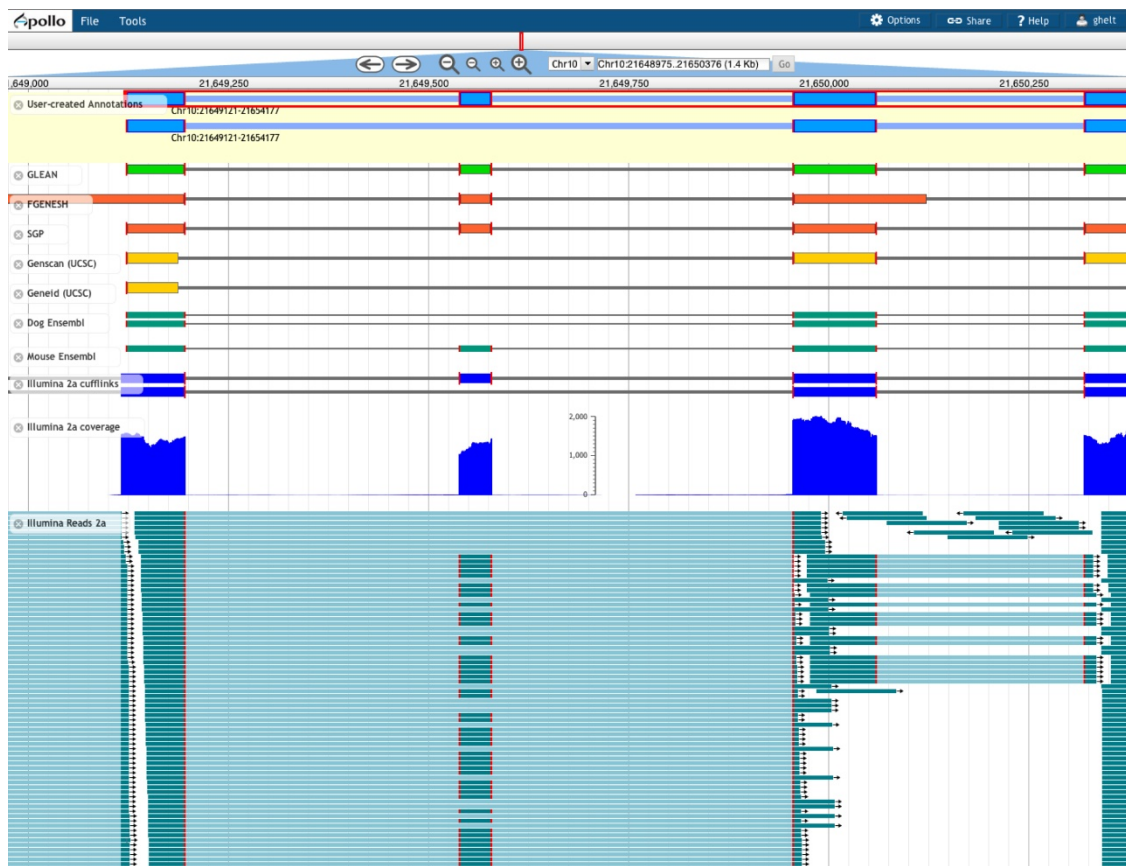 Apollo File Tools Options Share ? Help ghelt
Chr10 Chr10:21648975..21650376 (1.4 Kb) Go
,649,000 21,649,250 21,649,500 21,649,750 21,650,000 21,650,250
User-created Annotations
Chr10:21649121-21654177
Chr10:21649121-21654177
GLEAN
FGENESH
SGP
Genscan (UCSC)
Geneid (UCSC)
Dog Ensembl
Mouse Ensembl
Illumina 2a cufflinks
Illumina 2a coverage
2,000
1,000
0
Illumina Reads 2a